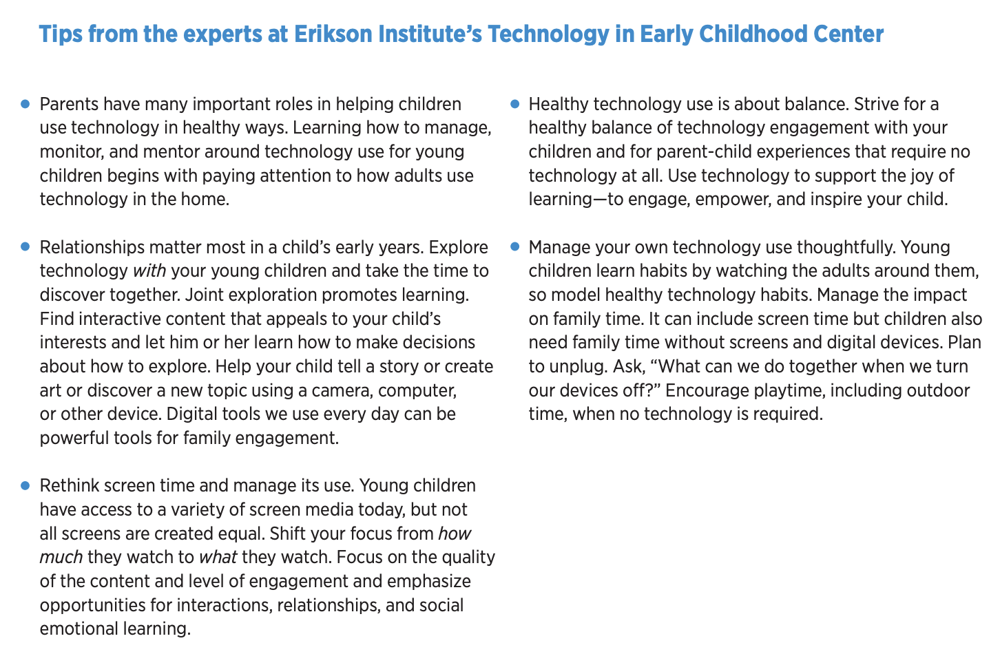 Tips from the experts at Erikson Institute’s Technology in Early Childhood Center
● Parents have many important roles in helping children
use technology in healthy ways. Learning how to manage,
monitor, and mentor around technology use for young
children begins with paying attention to how adults use
technology in the home.
● Relationships matter most in a child’s early years. Explore
technology with your young children and take the time to
discover together. Joint exploration promotes learning.
Find interactive content that appeals to your child’s
interests and let him or her learn how to make decisions
about how to explore. Help your child tell a story or create
art or discover a new topic using a camera, computer,
or other device. Digital tools we use every day can be
powerful tools for family engagement.
● Rethink screen time and manage its use. Young children
have access to a variety of screen media today, but not
all screens are created equal. Shift your focus from how
much they watch to what they watch. Focus on the quality
of the content and level of engagement and emphasize
opportunities for interactions, relationships, and social
emotional learning.
● Healthy technology use is about balance. Strive for a
healthy balance of technology engagement with your
children and for parent-child experiences that require no
technology at all. Use technology to support the joy of
learning—to engage, empower, and inspire your child.
● Manage your own technology use thoughtfully. Young
children learn habits by watching the adults around them,
so model healthy technology habits. Manage the impact
on family time. It can include screen time but children also
need family time without screens and digital devices. Plan
to unplug. Ask, “What can we do together when we turn
our devices off?” Encourage playtime, including outdoor
time, when no technology is required.